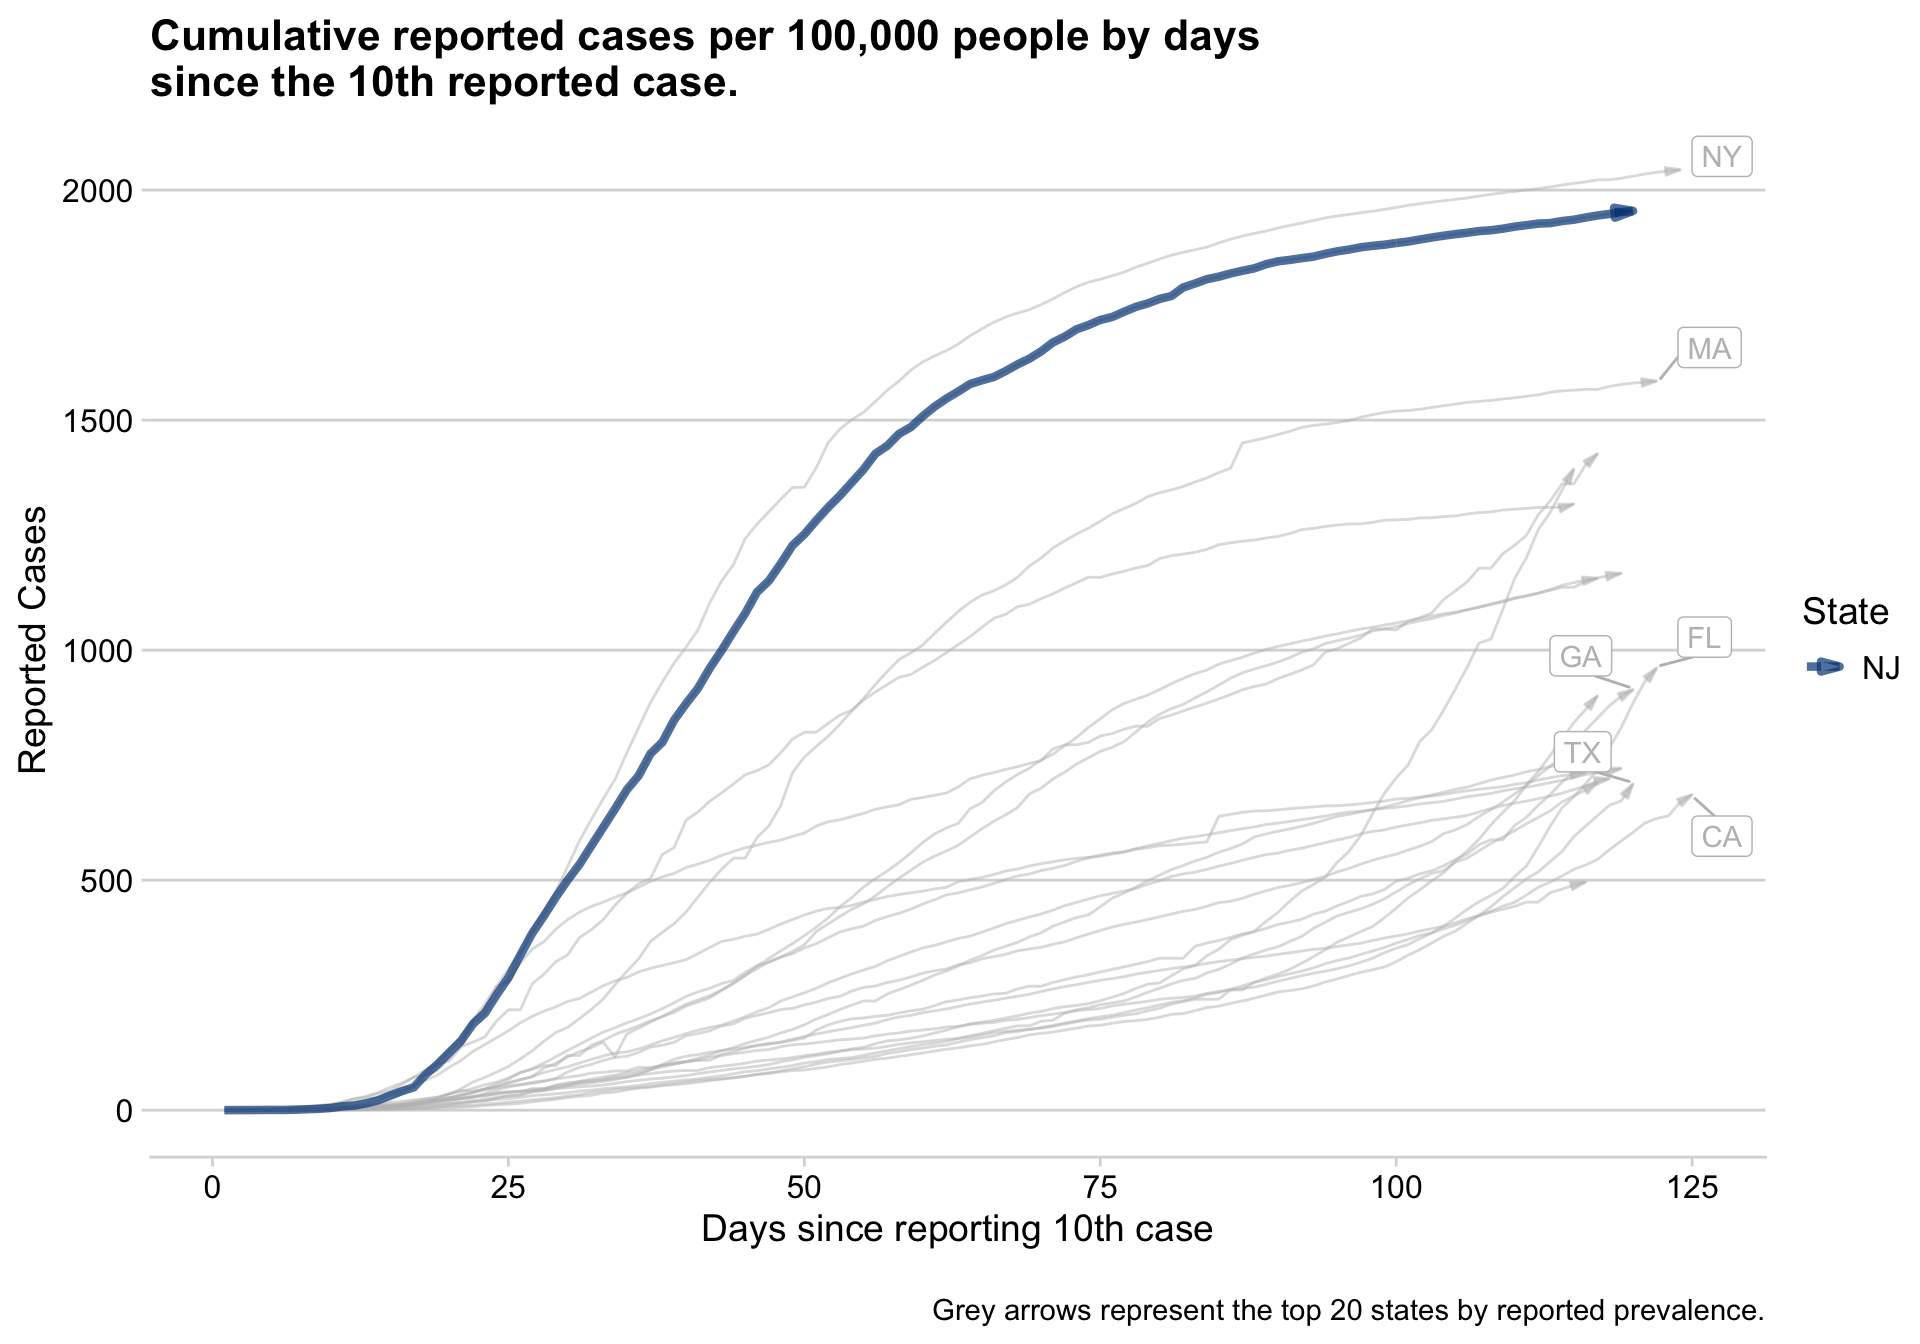 Cumulative reported cases per 100,000 people by days
since the 10th reported case.
Reported Cases
2000
1500
1000
500
0
NY
MA
FL
GA
TX
CA
State
NJ
0 25 50 75 100 125
Days since reporting 10th case
Grey arrows represent the top 20 states by reported prevalence.